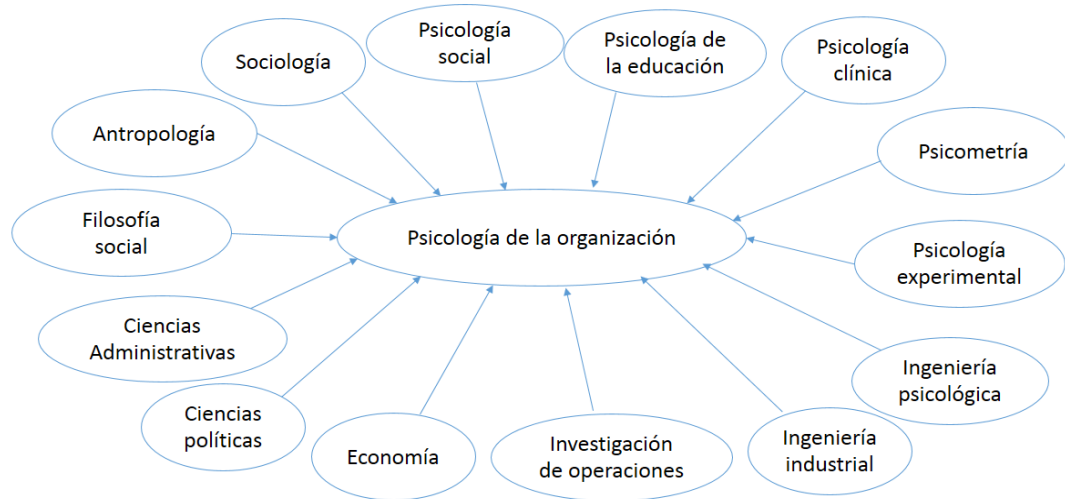 Psicología
social
Psicología de
la educación
Psicología
clínica
Sociología
Antropología
Psicometría
Filosofía
social
Psicología de la organización
Psicología
experimental
Ciencias
Administrativas
Ingeniería
psicológica
Ciencias
políticas
Economía
Investigación
de operaciones
Ingeniería
industrial